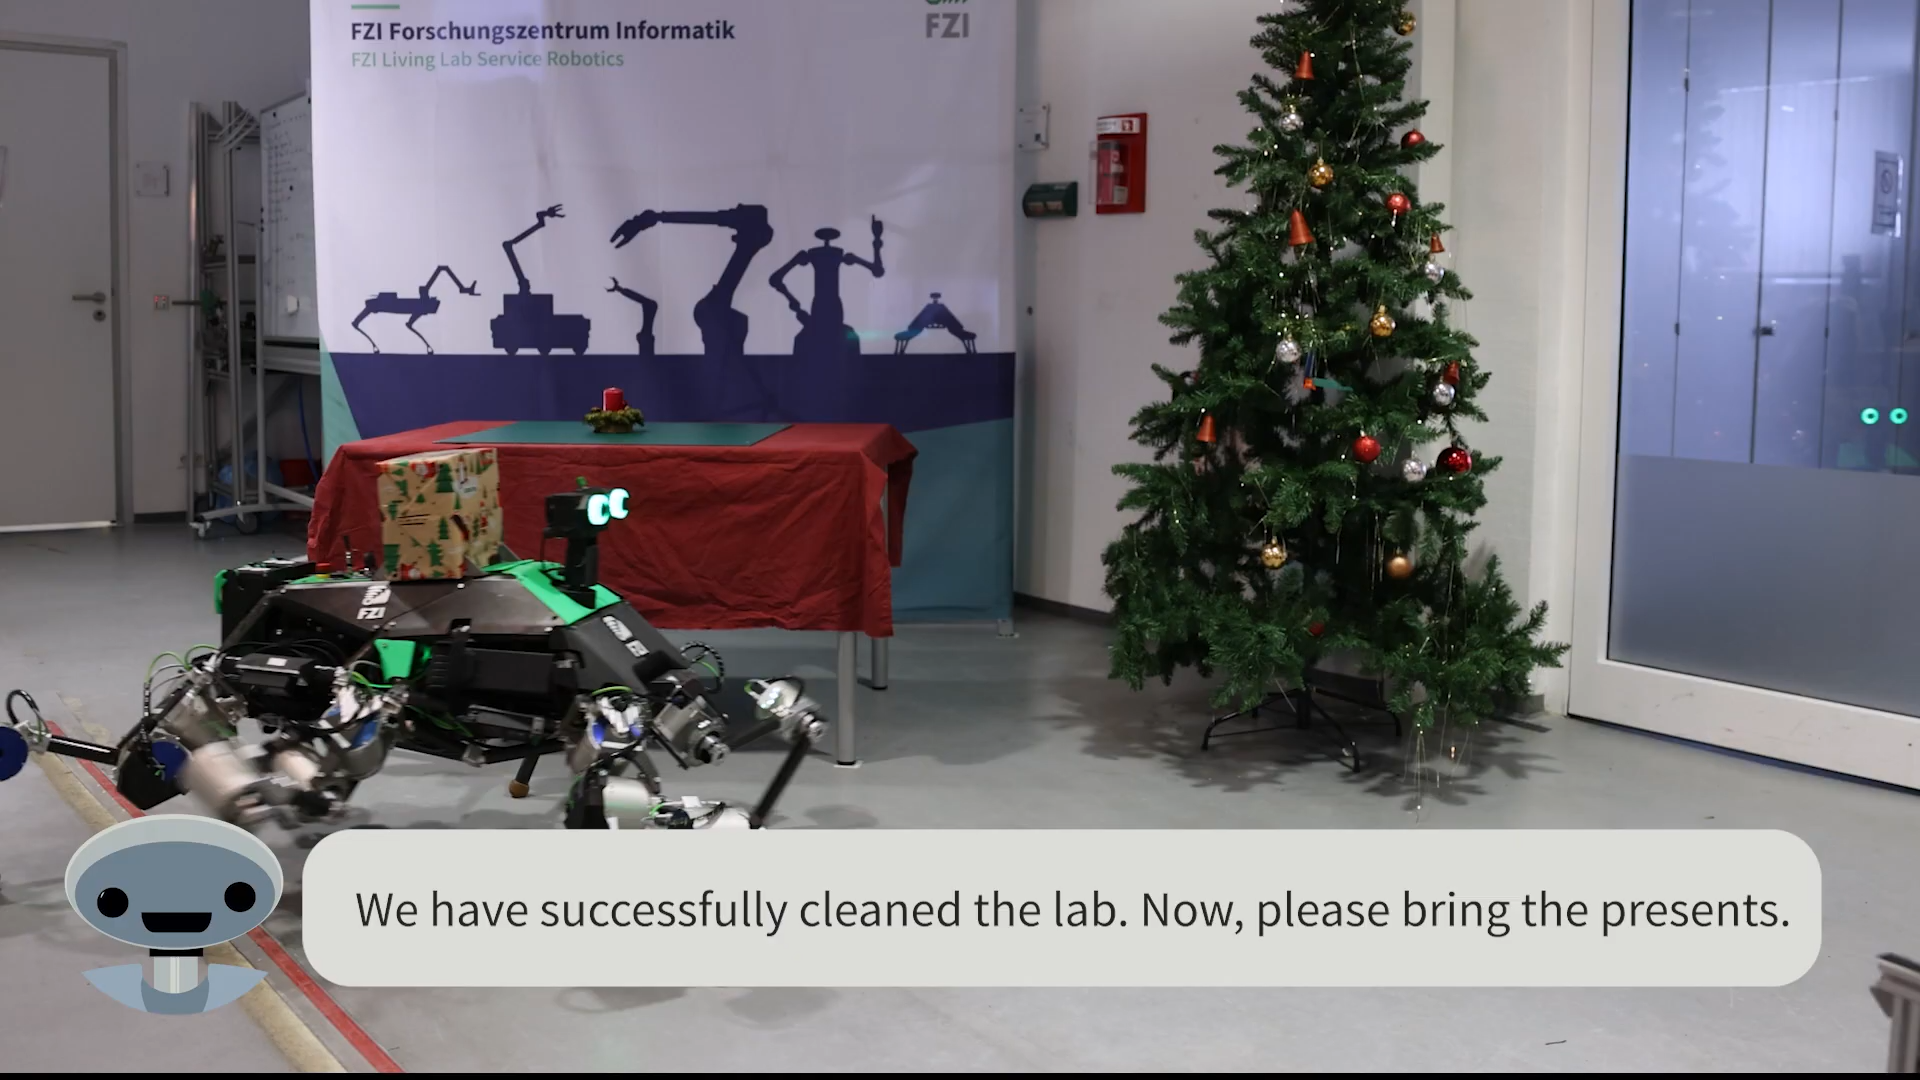 FZI Forschungszentrum Informatik
FZI Living Lab Service Robotics
FZI
FZI
We have successfully cleaned the lab. Now, please bring the presents.